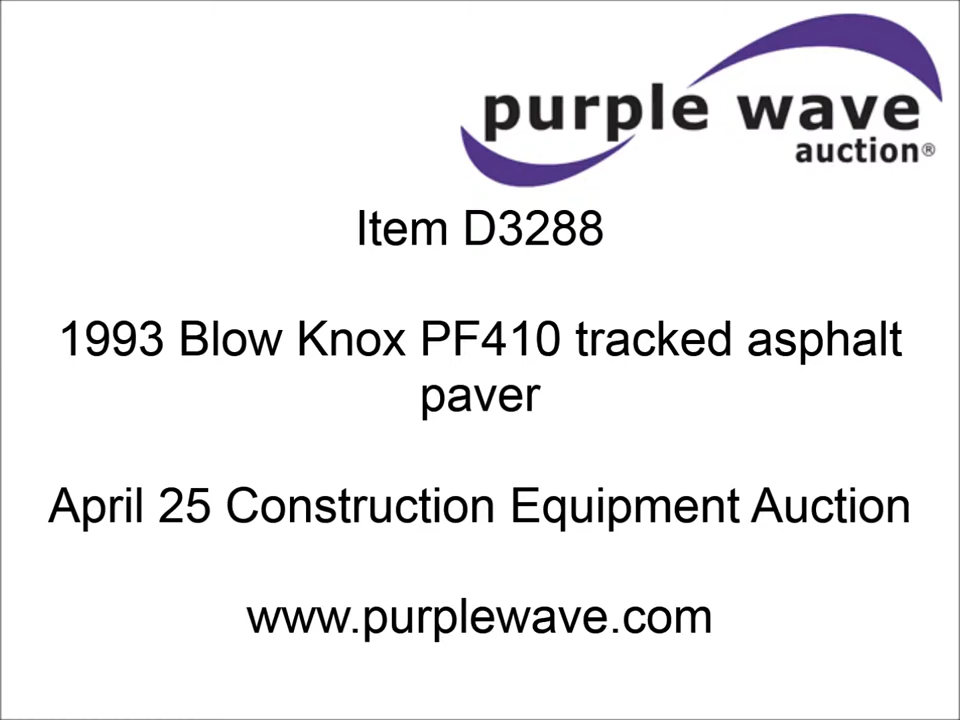 purple wave
auction®
Item D3288
1993 Blow Knox PF410 tracked asphalt
paver
April 25 Construction Equipment Auction
www.purplewave.com